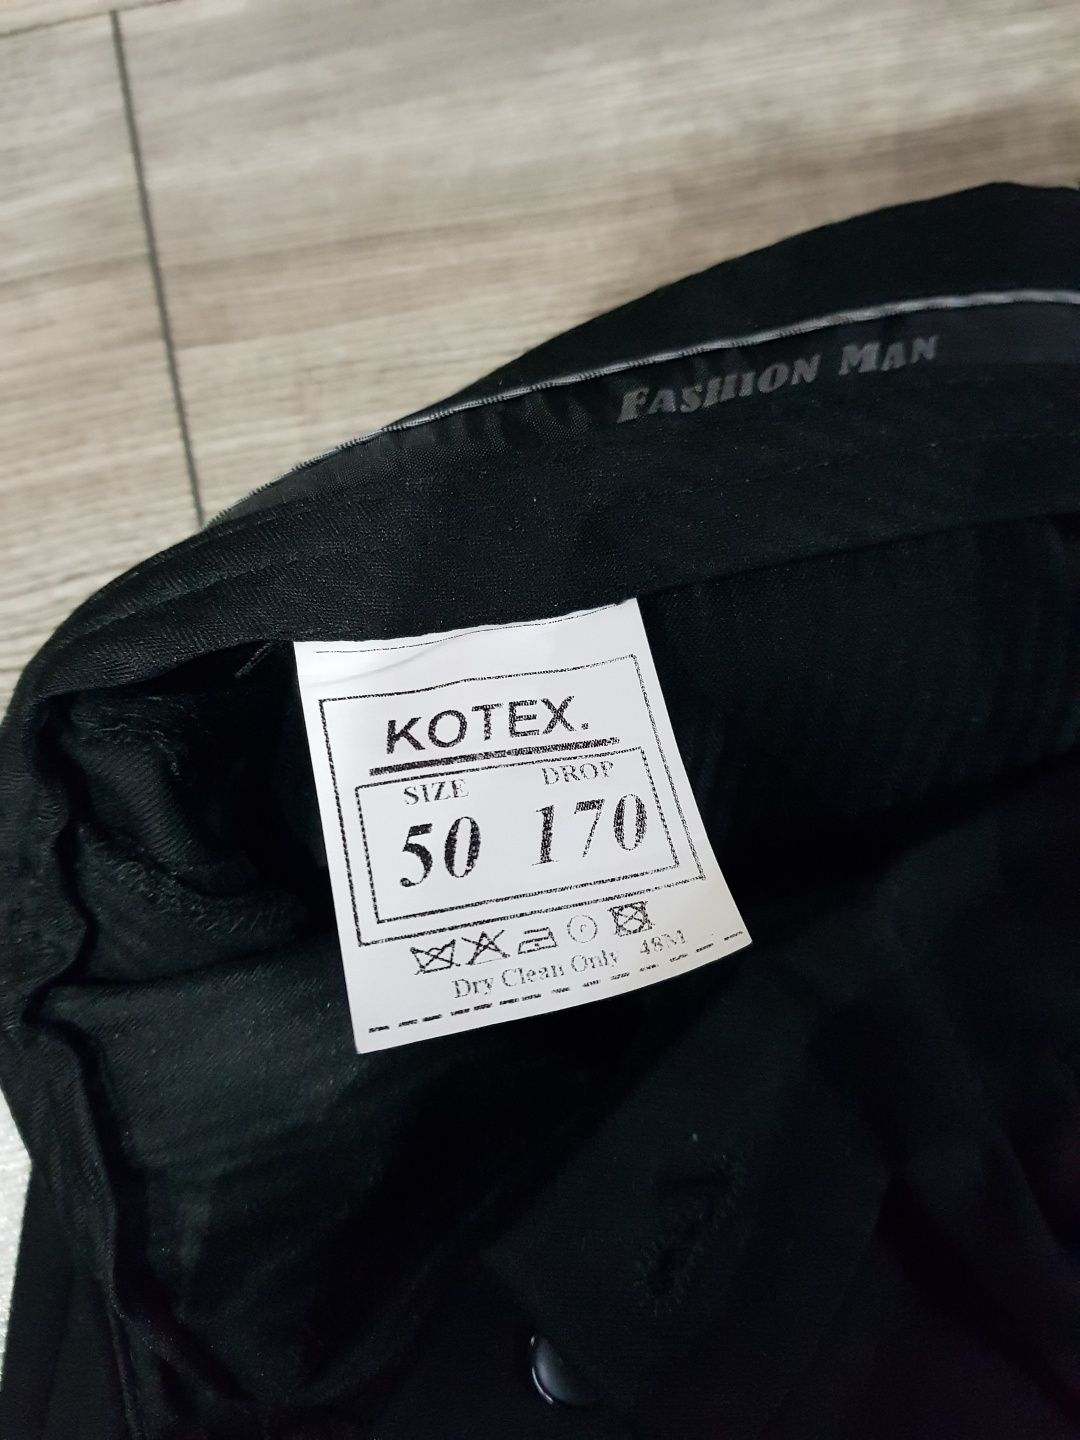 FASHION MAN
KOTEX.
SIZE DROP
50 170
Dry Clean Only 48M